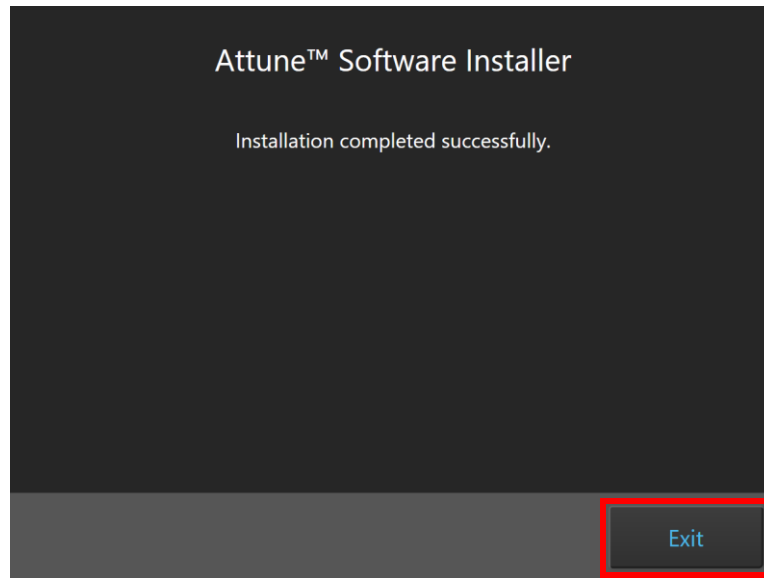 Attune™ Software Installer
Installation completed successfully.
Exit